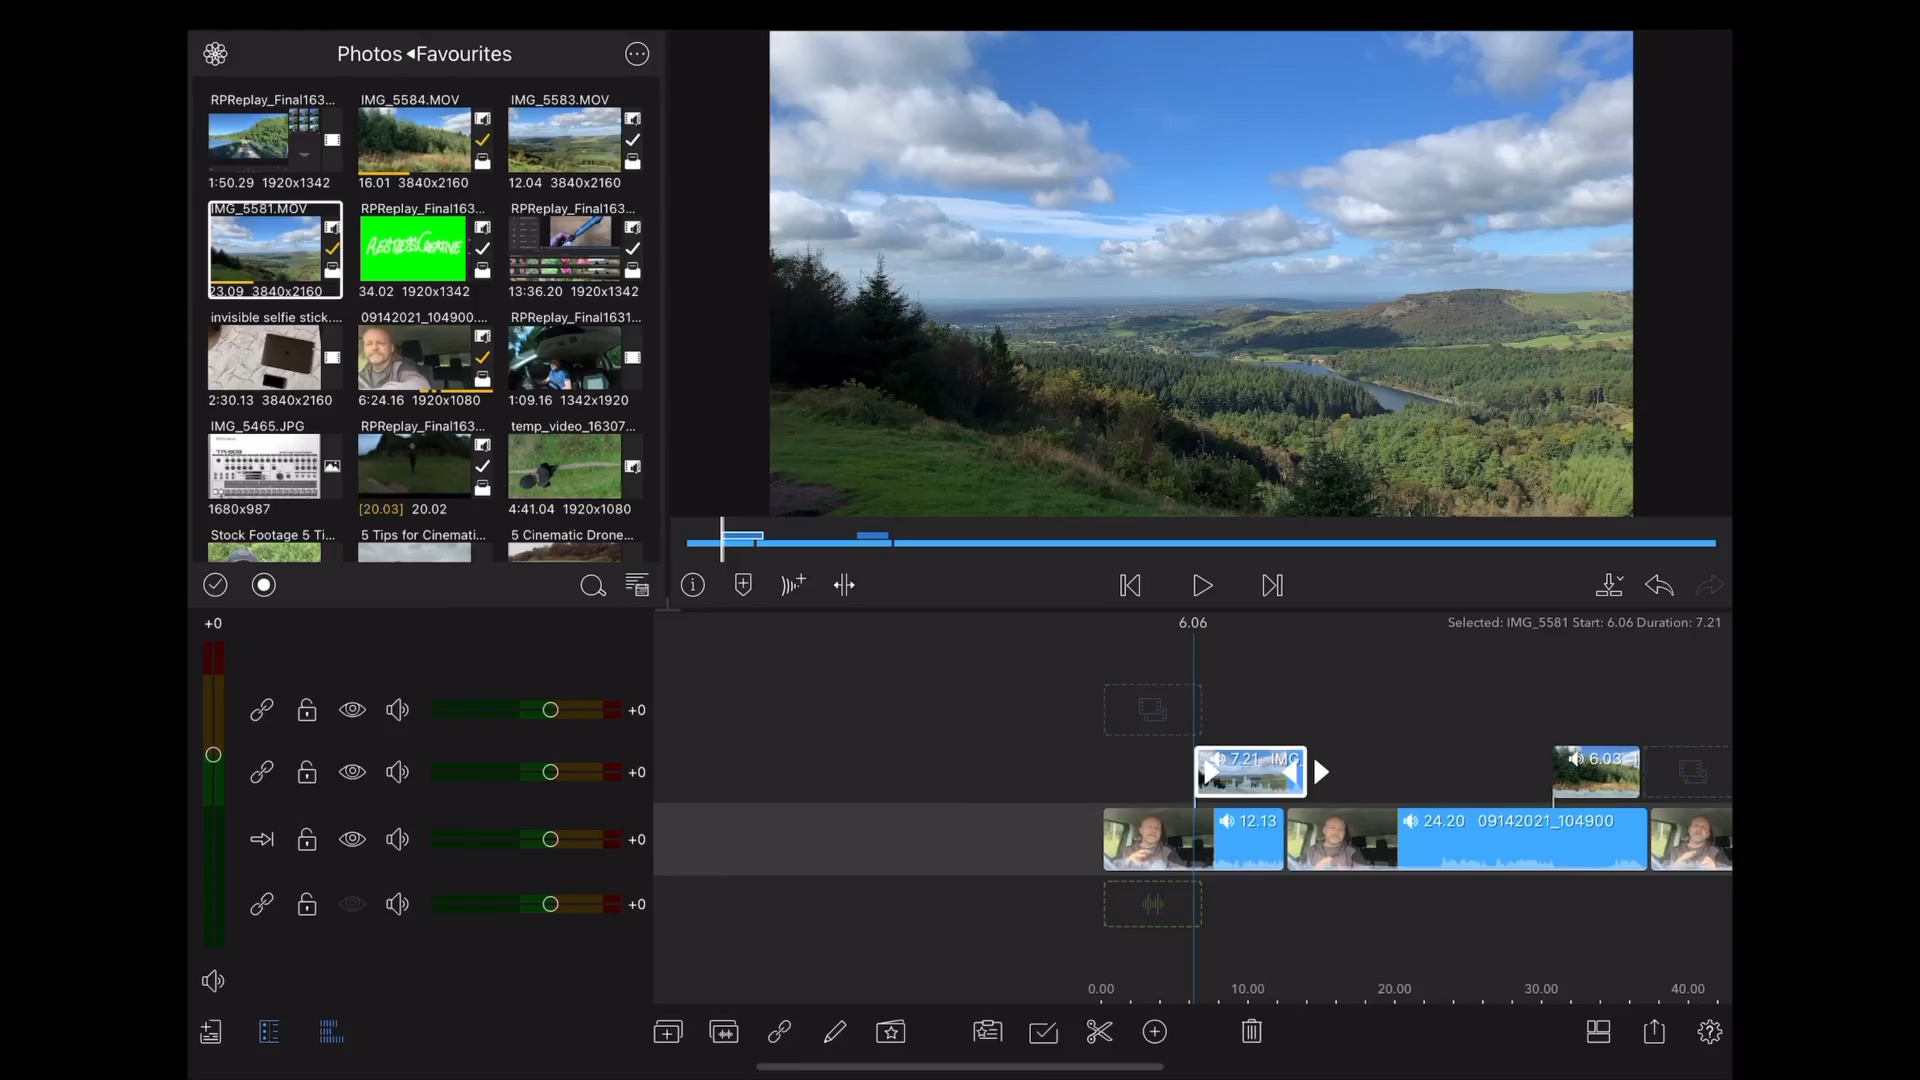 Photos ◂Favourites
RPReplay_Final163...
IMG_5584.MOV
IMG_5583.MOV
1:50.29 1920x1342
16.01 3840x2160
12.04 3840x2160
IMG_5581.MOV
RPReplay_Final163...
RPReplay_Final163...
23.09 3840x2160
34.02 1920x1342
13:36.20 1920x1342
invisible selfie stick....
09142021_104900....
RPReplay_Final1631...
2:30.13 3840x2160
6:24.16 1920x1080
1:09.16 1342x1920
IMG_5465.JPG
RPReplay_Final163...
temp_video_16307...
TR-909
1680x987
[20.03] 20.02
4:41.04 1920x1080
Stock Footage 5 Ti...
5 Tips for Cinemati...
5 Cinematic Drone...
+0
6.06
Selected: IMG_5581 Start: 6.06 Duration: 7.21
+0
7.21 IMG
6.03
+0
12.13
24.20 09142021_104900
+0
+0
0.00
10.00
20.00
30.00
40.00